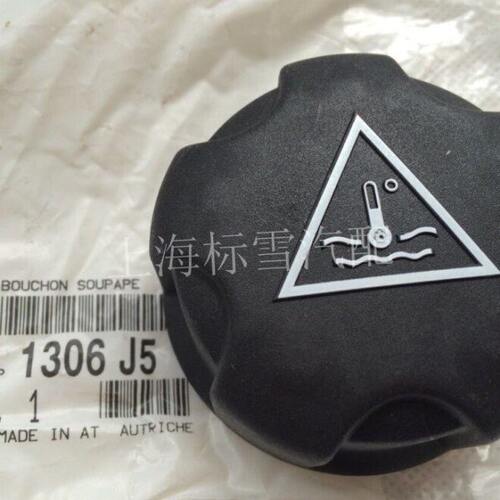 BOUCHON SOUPAPE
上海标雪汽配
1306 J5
1
MADE IN AT AUTRICHE